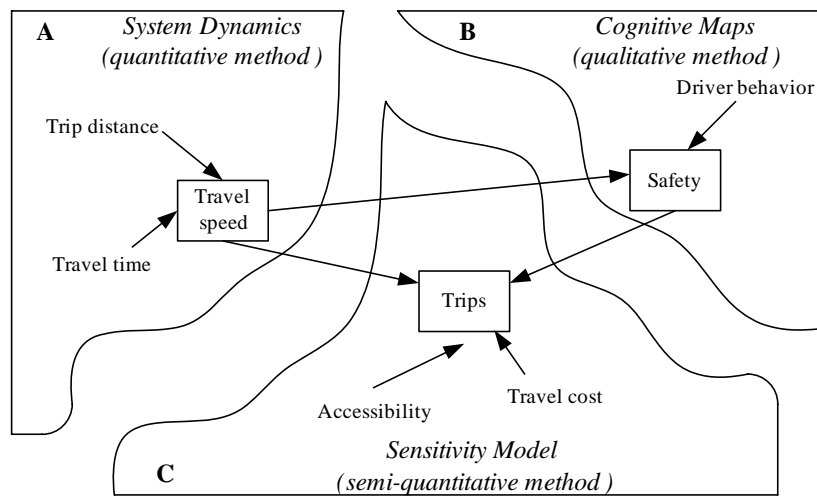 A
System Dynamics
(quantitative method )
B
Cognitive Maps
(qualitative method )
Driver behavior
Trip distance
Safety
Travel
speed
Travel time
Trips
Accessibility
Travel cost
C
Sensitivity Model
(semi-quantitative method )